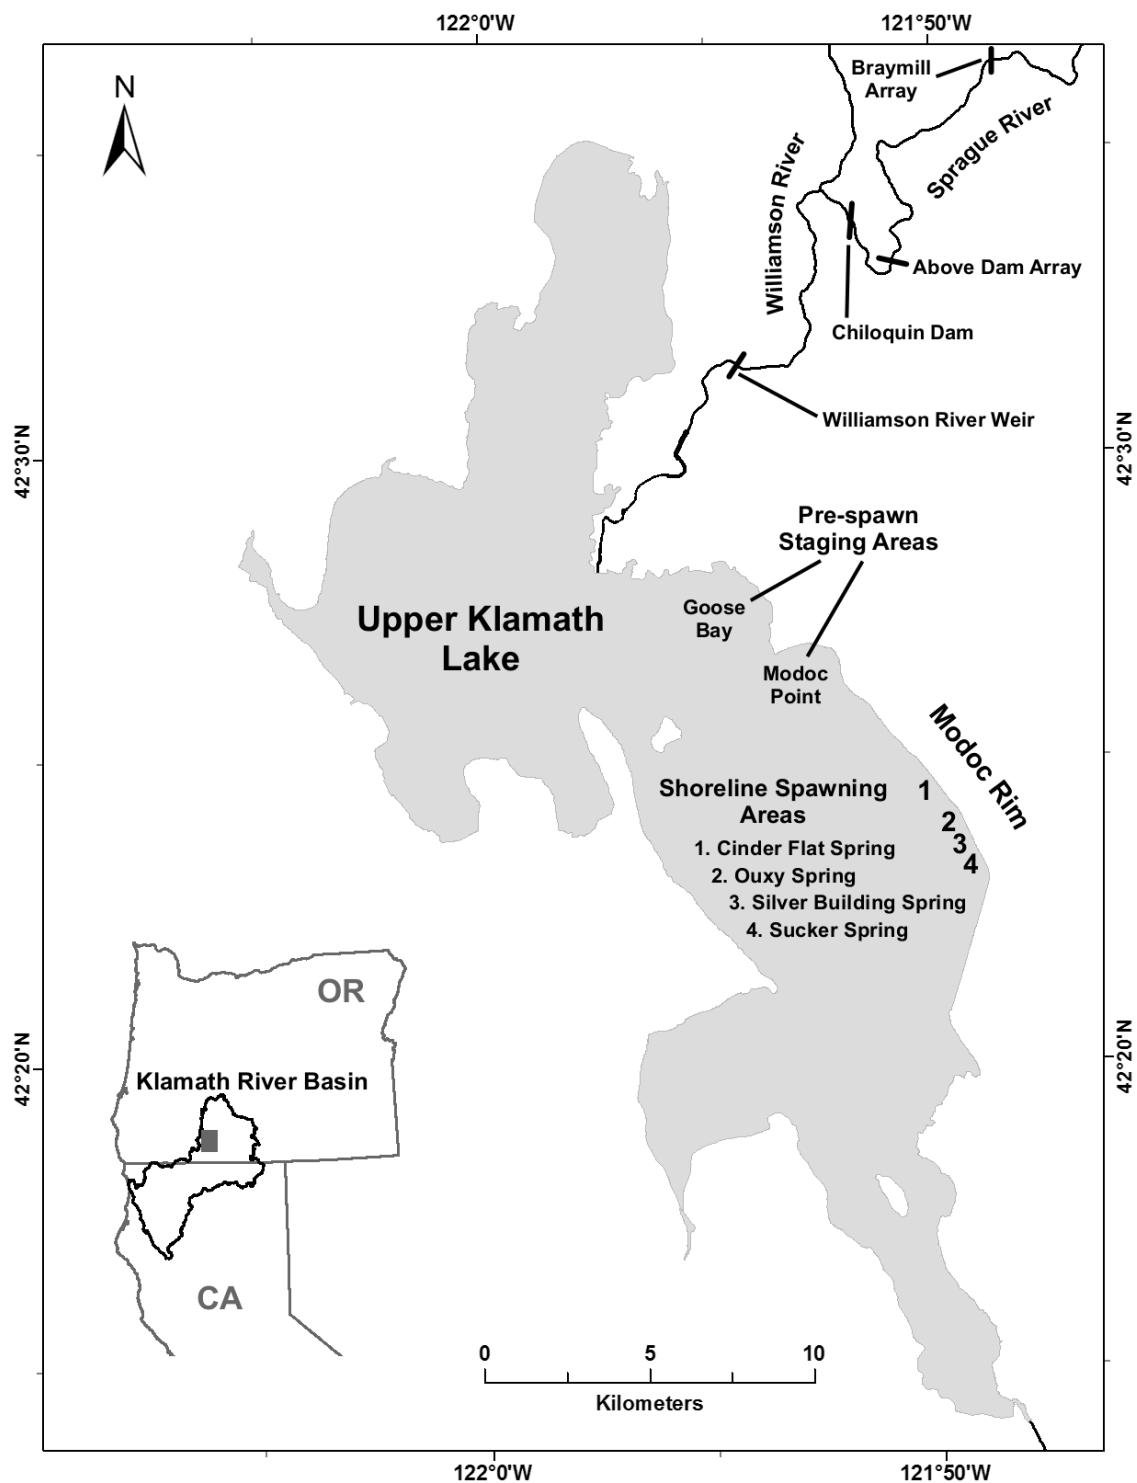 122°0'W
121°50'W
N
Braymill
Array
Sprague River
Williamson River
Above Dam Array
Chiloquin Dam
Williamson River Weir
42°30'N
42°30'N
Pre-spawn
Staging Areas
Goose
Bay
Upper Klamath
Lake
Modoc
Point
Modoc Rim
Shoreline Spawning
Areas
1
2
3
4
1. Cinder Flat Spring
2. Ouxy Spring
3. Silver Building Spring
4. Sucker Spring
OR
42°20'N
42°20'N
Klamath River Basin
CA
0 5 10
Kilometers
122°0'W
121°50'W